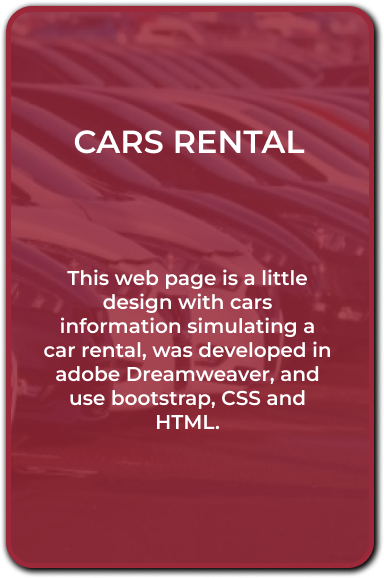 CARS RENTAL
This web page is a little
design with cars
information simulating a
car rental, was developed in
adobe Dreamweaver, and
use bootstrap, CSS and
HTML.